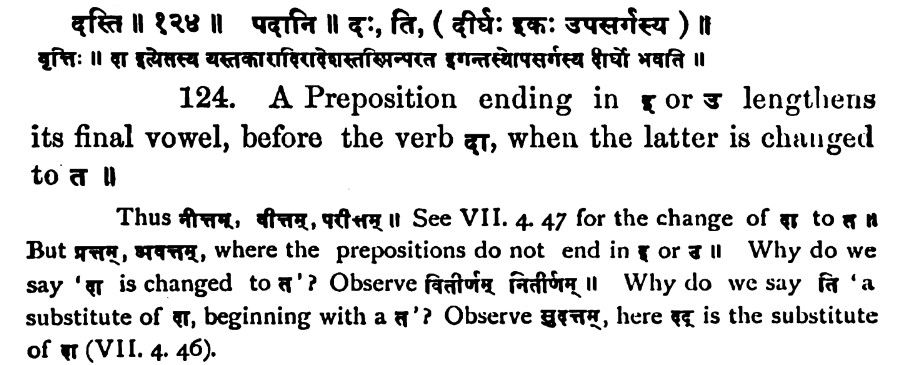 दस्ति ॥ १२४ ॥ पदानि ॥ दः, ति, ( दीर्घः इकः उपसर्गस्य ) ॥
वृत्तिः ॥ दा इत्येतस्य यस्तकारादिरादेशस्तस्मिन्परत इगन्तस्योपसर्गस्य दीर्घो भवति ॥
124. A Preposition ending in इ or उ lengthens
its final vowel, before the verb दा, when the latter is changed
to त ॥
Thus नीत्तम्, वीत्तम्, परीत्तम् ॥ See VII. 4. 47 for the change of दा to त ॥
But प्रत्तम्, अवत्तम्, where the prepositions do not end in इ or उ ॥ Why do we
say ‘दा is changed to त’? Observe वितीर्णम् नितीर्णम् ॥ Why do we say ति ‘a
substitute of दा, beginning with a त’? Observe सुदत्तम्, here दद् is the substitute
of दा (VII. 4. 46).